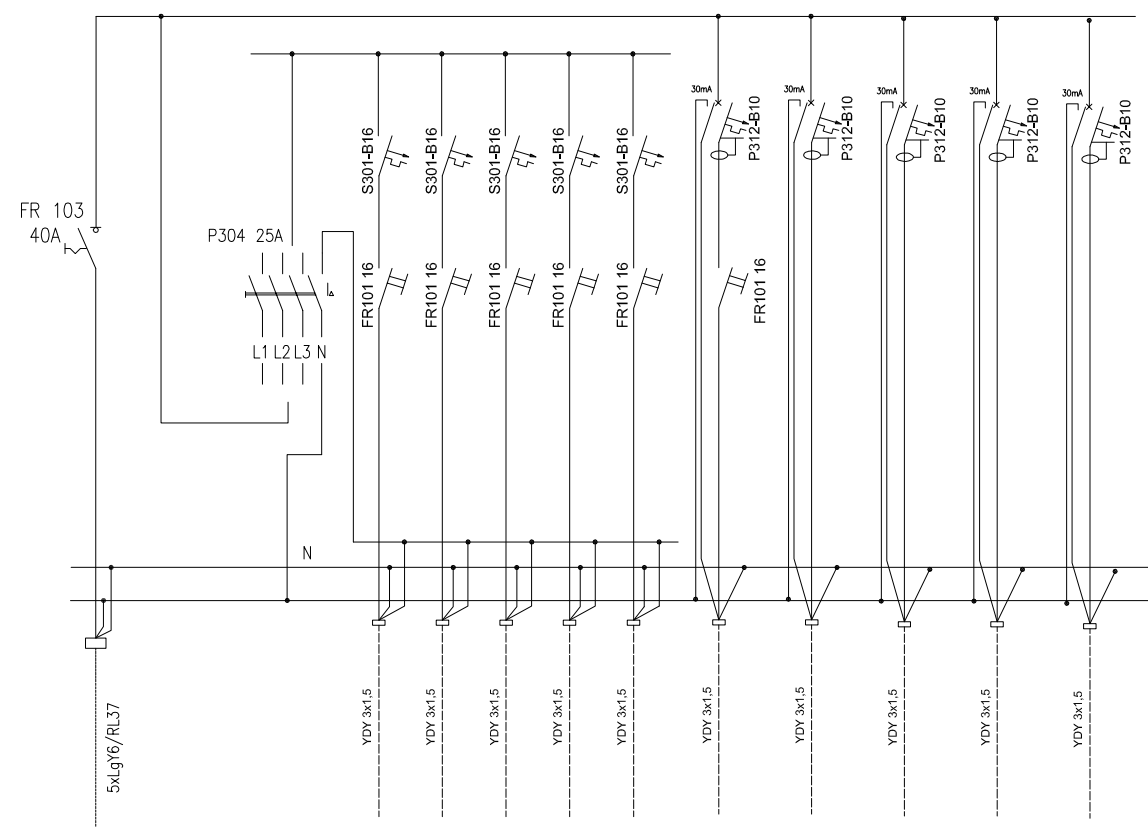 30mA
30mA
30mA
30mA
30mA
P312-B10
P312-B10
P312-B10
P312-B10
P312-B10
S301-B16
S301-B16
S301-B16
S301-B16
S301-B16
FR 103
40A
P304 25A
FR101 16
FR101 16
FR101 16
FR101 16
FR101 16
FR101 16
L1 L2 L3 N
N
5xLgY6/RL37
YDY 3x1,5
YDY 3x1,5
YDY 3x1,5
YDY 3x1,5
YDY 3x1,5
YDY 3x1,5
YDY 3x1,5
YDY 3x1,5
YDY 3x1,5
YDY 3x1,5